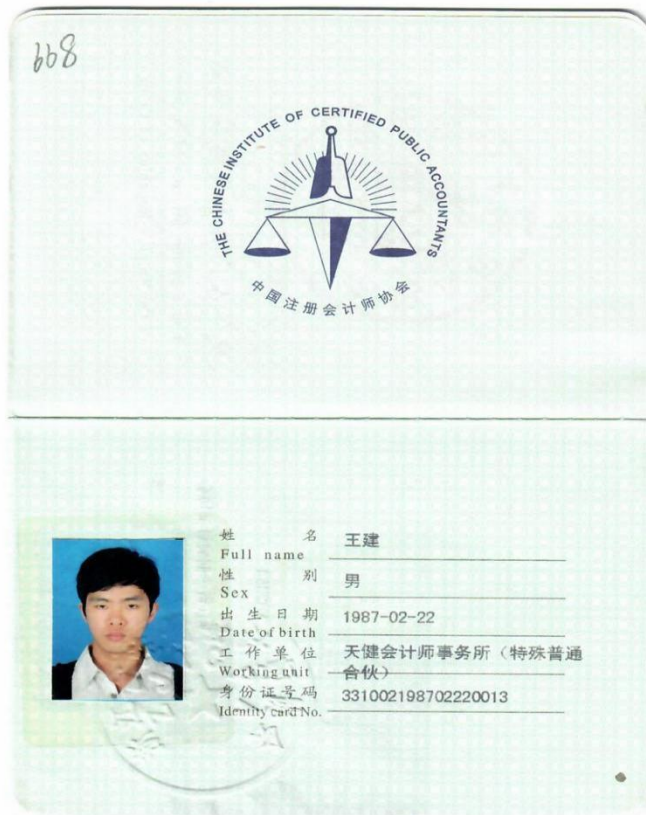 668
THE CHINESE INSTITUTE OF CERTIFIED PUBLIC ACCOUNTANTS
中国注册会计师协会
姓 名 王建
Full name
性 别 男
Sex
出生日期 1987-02-22
Date of birth
工作单位 天健会计师事务所（特殊普通
Working unit 合伙）
身份证号码 331002198702220013
Identity card No.